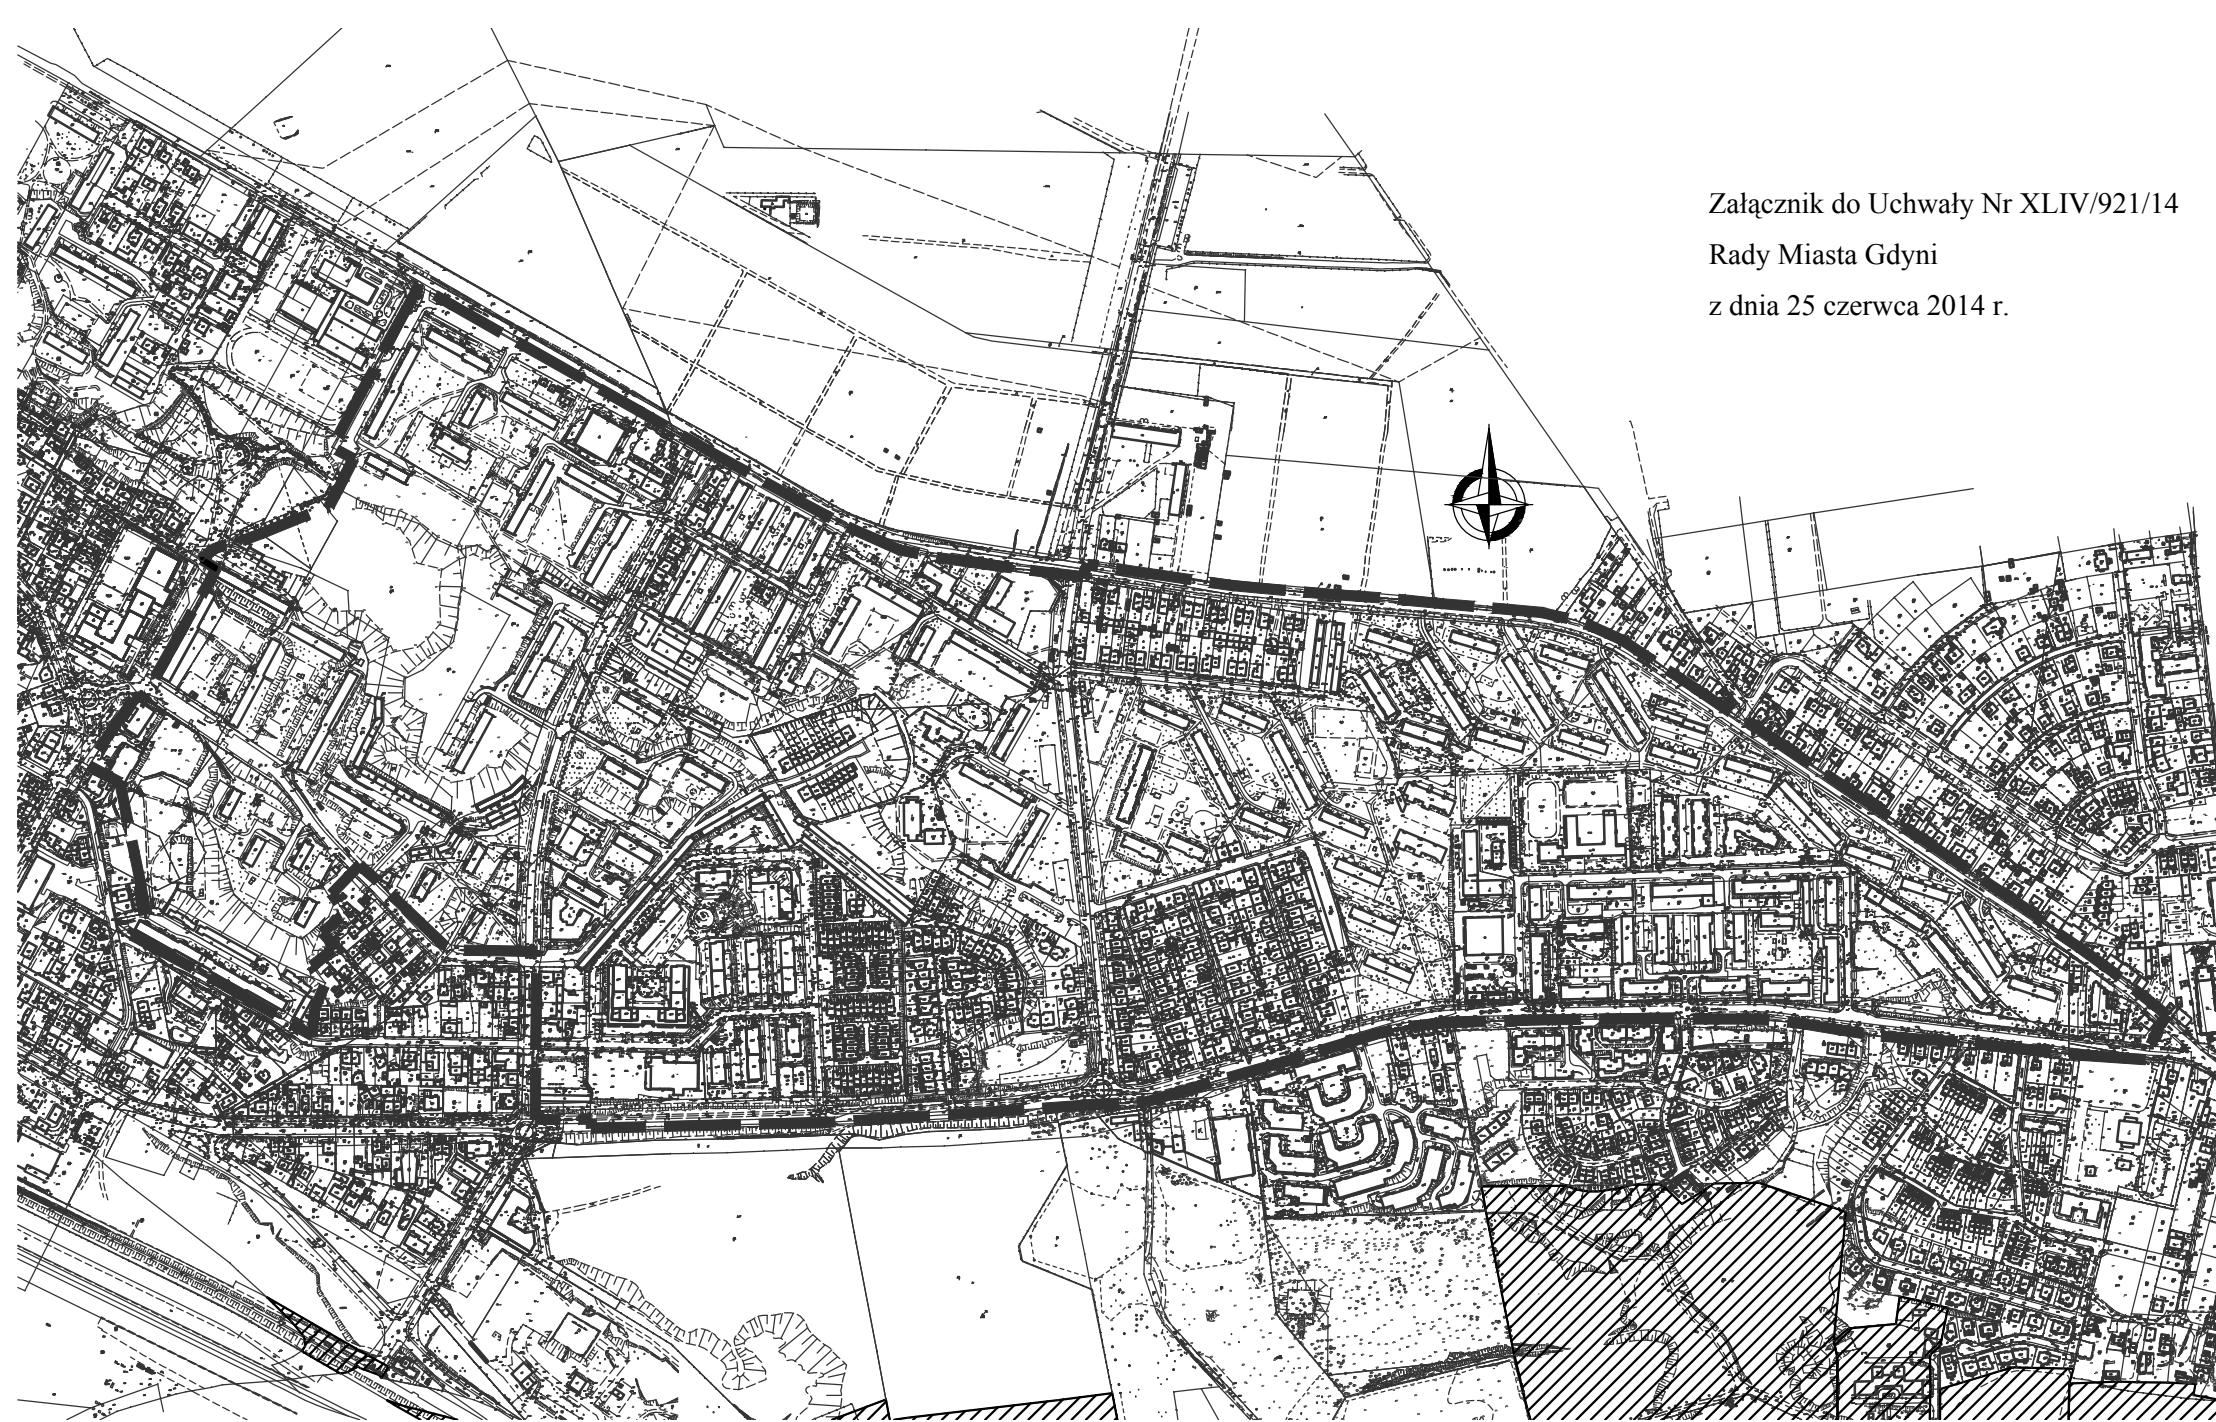 Załącznik do Uchwały Nr XLIV/921/14
Rady Miasta Gdyni
z dnia 25 czerwca 2014 r.